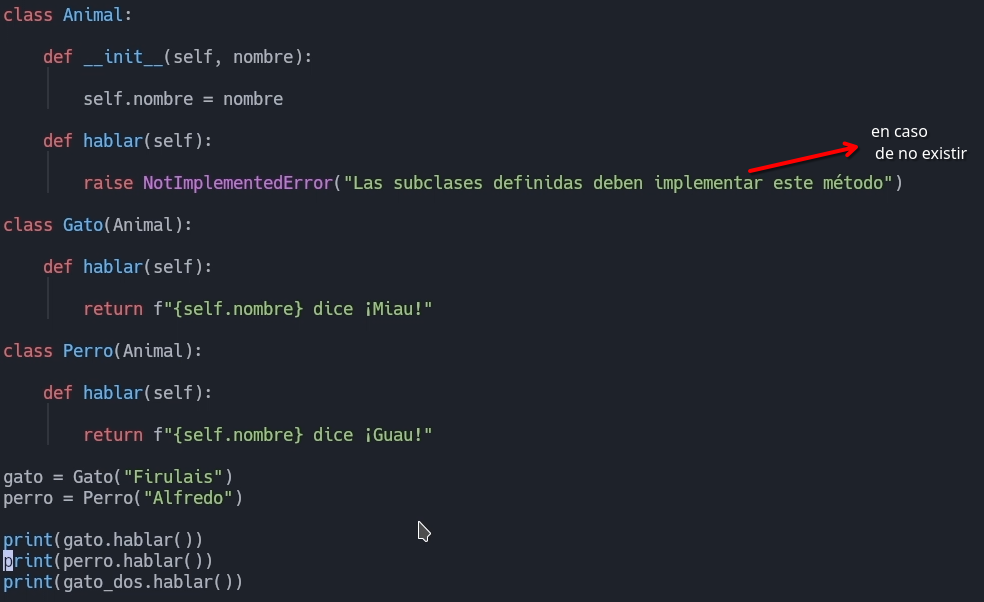 class Animal:
    def __init__(self, nombre):
        self.nombre = nombre
    def hablar(self):
en caso
de no existir
        raise NotImplementedError("Las subclases definidas deben implementar este método")
class Gato(Animal):
    def hablar(self):
        return f"{self.nombre} dice ¡Miau!"
class Perro(Animal):
    def hablar(self):
        return f"{self.nombre} dice ¡Guau!"
gato = Gato("Firulais")
perro = Perro("Alfredo")
print(gato.hablar())
print(perro.hablar())
print(gato_dos.hablar())